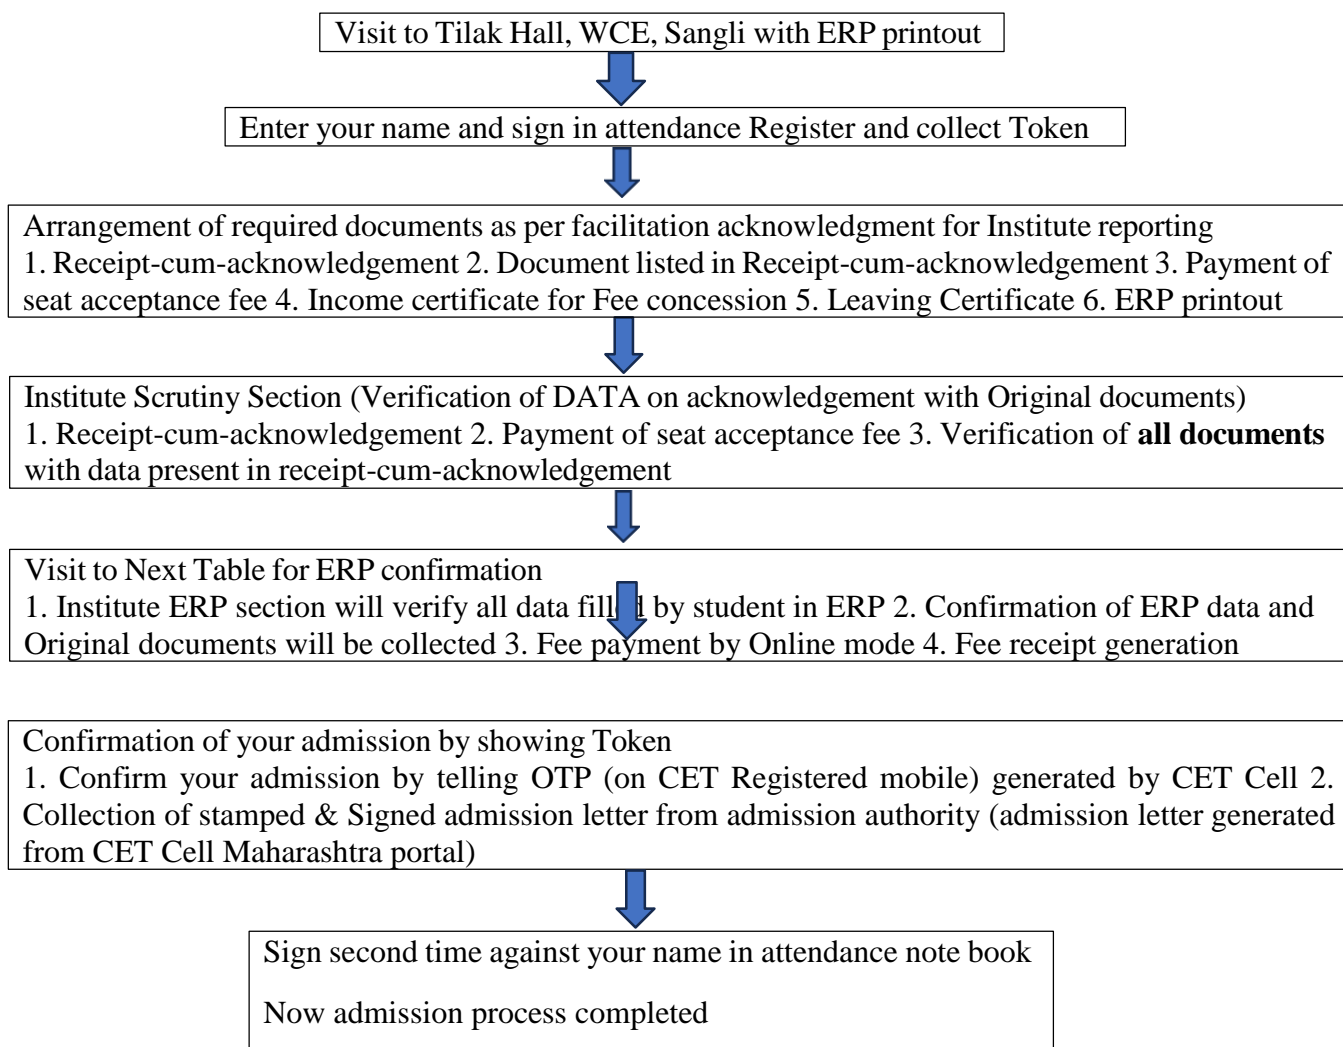 Visit to Tilak Hall, WCE, Sangli with ERP printout
Enter your name and sign in attendance Register and collect Token
Arrangement of required documents as per facilitation acknowledgment for Institute reporting
1. Receipt-cum-acknowledgement 2. Document listed in Receipt-cum-acknowledgement 3. Payment of
seat acceptance fee 4. Income certificate for Fee concession 5. Leaving Certificate 6. ERP printout
Institute Scrutiny Section (Verification of DATA on acknowledgement with Original documents)
1. Receipt-cum-acknowledgement 2. Payment of seat acceptance fee 3. Verification of all documents
with data present in receipt-cum-acknowledgement
Visit to Next Table for ERP confirmation
1. Institute ERP section will verify all data filled by student in ERP 2. Confirmation of ERP data and
Original documents will be collected 3. Fee payment by Online mode 4. Fee receipt generation
Confirmation of your admission by showing Token
1. Confirm your admission by telling OTP (on CET Registered mobile) generated by CET Cell 2.
Collection of stamped & Signed admission letter from admission authority (admission letter generated
from CET Cell Maharashtra portal)
Sign second time against your name in attendance note book
Now admission process completed